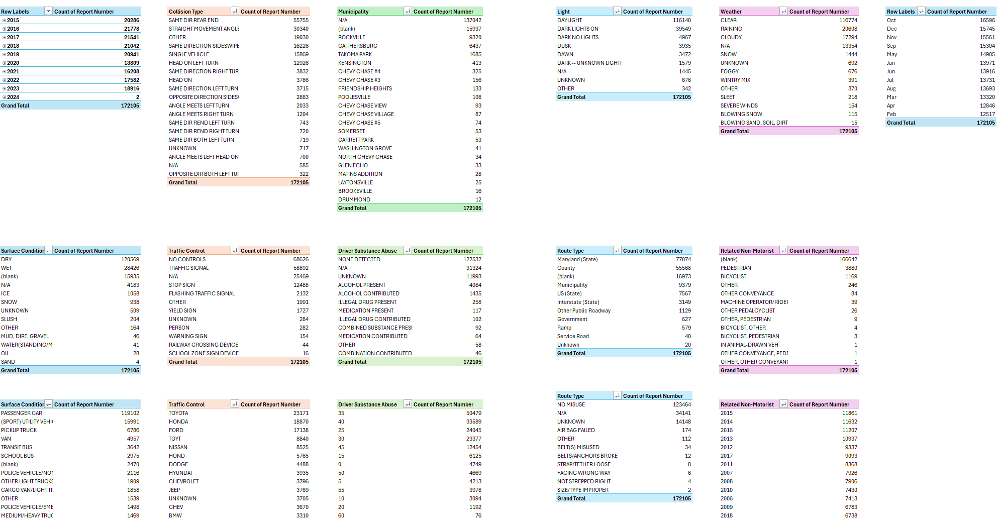 Row Labels Count of Report Number
2015 20286
2016 21778
2017 21541
2018 21042
2019 20941
2020 13809
2021 16208
2022 17582
2023 18916
2024 2
Grand Total 172105
Collision Type Count of Report Number
SAME DIR REAR END 55755
STRAIGHT MOVEMENT ANGLE 30340
OTHER 19030
SAME DIRECTION SIDESWIPE 16226
SINGLE VEHICLE 15869
HEAD ON LEFT TURN 12926
SAME DIRECTION RIGHT TUR 3832
HEAD ON 3786
SAME DIRECTION LEFT TURN 3715
OPPOSITE DIRECTION SIDES 2883
ANGLE MEETS LEFT TURN 2033
ANGLE MEETS RIGHT TURN 1204
SAME DIR REND LEFT TURN 743
SAME DIR REND RIGHT TURN 720
SAME DIR BOTH LEFT TURN 719
UNKNOWN 717
ANGLE MEETS LEFT HEAD ON 700
N/A 585
OPPOSITE DIR BOTH LEFT TUR 322
Grand Total 172105
Municipality Count of Report Number
N/A 137042
(blank) 15937
ROCKVILLE 9320
GAITHERSBURG 6437
TAKOMA PARK 1685
KENSINGTON 413
CHEVY CHASE #4 325
CHEVY CHASE #3 156
FRIENDSHIP HEIGHTS 133
POOLESVILLE 108
CHEVY CHASE VIEW 93
CHEVY CHASE VILLAGE 87
CHEVY CHASE #5 74
SOMERSET 53
GARRETT PARK 53
WASHINGTON GROVE 41
NORTH CHEVY CHASE 34
GLEN ECHO 33
MATINS ADDITION 28
LAYTONSVILLE 25
BROOKEVILLE 16
DRUMMOND 12
Grand Total 172105
Light Count of Report Number
DAYLIGHT 116140
DARK LIGHTS ON 39549
DARK NO LIGHTS 4967
DUSK 3935
DAWN 3472
DARK -- UNKNOWN LIGHTI 1579
N/A 1445
UNKNOWN 676
OTHER 342
Grand Total 172105
Weather Count of Report Number
CLEAR 116774
RAINING 20608
CLOUDY 17294
N/A 13354
SNOW 1444
UNKNOWN 692
FOGGY 676
WINTRY MIX 391
OTHER 370
SLEET 218
SEVERE WINDS 154
BLOWING SNOW 115
BLOWING SAND, SOIL, DIRT 15
Grand Total 172105
Row Labels Count of Report Number
Oct 16596
Dec 15745
Nov 15561
Sep 15304
May 14905
Jan 13971
Jun 13916
Jul 13731
Aug 13693
Mar 13320
Apr 12846
Feb 12517
Grand Total 172105
Surface Condition Count of Report Number
DRY 120569
WET 28426
(blank) 15935
N/A 4183
ICE 1058
SNOW 938
UNKNOWN 509
SLUSH 204
OTHER 164
MUD, DIRT, GRAVEL 46
WATER(STANDING/M 41
OIL 28
SAND 4
Grand Total 172105
Traffic Control Count of Report Number
NO CONTROLS 68626
TRAFFIC SIGNAL 58892
N/A 25469
STOP SIGN 12488
FLASHING TRAFFIC SIGNAL 2132
OTHER 1991
YIELD SIGN 1727
UNKNOWN 284
PERSON 282
WARNING SIGN 154
RAILWAY CROSSING DEVICE 44
SCHOOL ZONE SIGN DEVICE 16
Grand Total 172105
Driver Substance Abuse Count of Report Number
NONE DETECTED 122532
N/A 31324
UNKNOWN 11993
ALCOHOL PRESENT 4084
ALCOHOL CONTRIBUTED 1435
ILLEGAL DRUG PRESENT 258
MEDICATION PRESENT 117
ILLEGAL DRUG CONTRIBUTED 102
COMBINED SUBSTANCE PRESI 92
MEDICATION CONTRIBUTED 64
OTHER 58
COMBINATION CONTRIBUTED 46
Grand Total 172105
Route Type Count of Report Number
Maryland (State) 77074
County 55568
(blank) 16973
Municipality 9379
US (State) 7567
Interstate (State) 3149
Other Public Roadway 1129
Government 627
Ramp 579
Service Road 40
Unknown 20
Grand Total 172105
Related Non-Motorist Count of Report Number
(blank) 166642
PEDESTRIAN 3880
BICYCLIST 1169
OTHER 246
OTHER CONVEYANCE 84
MACHINE OPERATOR/RIDER 39
OTHER PEDALCYCLIST 26
OTHER, PEDESTRIAN 9
BICYCLIST, OTHER 4
BICYCLIST, PEDESTRIAN 3
IN ANIMAL-DRAWN VEH 1
OTHER CONVEYANCE, PEDE 1
OTHER, OTHER CONVEYANC 1
Grand Total 172105
Surface Condition Count of Report Number
PASSENGER CAR 119102
(SPORT) UTILITY VEHIC 15991
PICKUP TRUCK 6786
VAN 4957
TRANSIT BUS 3642
SCHOOL BUS 2975
(blank) 2470
POLICE VEHICLE/NON 2116
OTHER LIGHT TRUCKS 1909
CARGO VAN/LIGHT TR 1858
OTHER 1539
POLICE VEHICLE/EME 1498
MEDIUM/HEAVY TRUC 1469
Traffic Control Count of Report Number
TOYOTA 23171
HONDA 18870
FORD 17138
TOYT 8840
NISSAN 8525
HOND 5765
DODGE 4488
HYUNDAI 3935
CHEVROLET 3796
JEEP 3769
UNKNOWN 3705
CHEV 3670
BMW 3310
Driver Substance Abuse Count of Report Number
35 50479
40 33589
25 24045
30 23377
45 12454
15 6125
0 4749
50 4669
5 4213
55 3978
10 3094
20 1192
60 76
Route Type Count of Report Number
NO MISUSE 123464
N/A 34141
UNKNOWN 14148
AIR BAG FAILED 174
OTHER 112
BELT(S) MISUSED 34
BELTS/ANCHORS BROKE 12
STRAP/TETHER LOOSE 8
FACING WRONG WAY 6
NOT STREPPED RIGHT 4
SIZE/TYPE IMPROPER 2
Grand Total 172105
Related Non-Motorist Count of Report Number
2015 11861
2014 11632
2016 11207
2013 10937
2012 9337
2017 9093
2011 8368
2007 7926
2008 7906
2010 7430
2006 7413
2009 6783
2018 6738